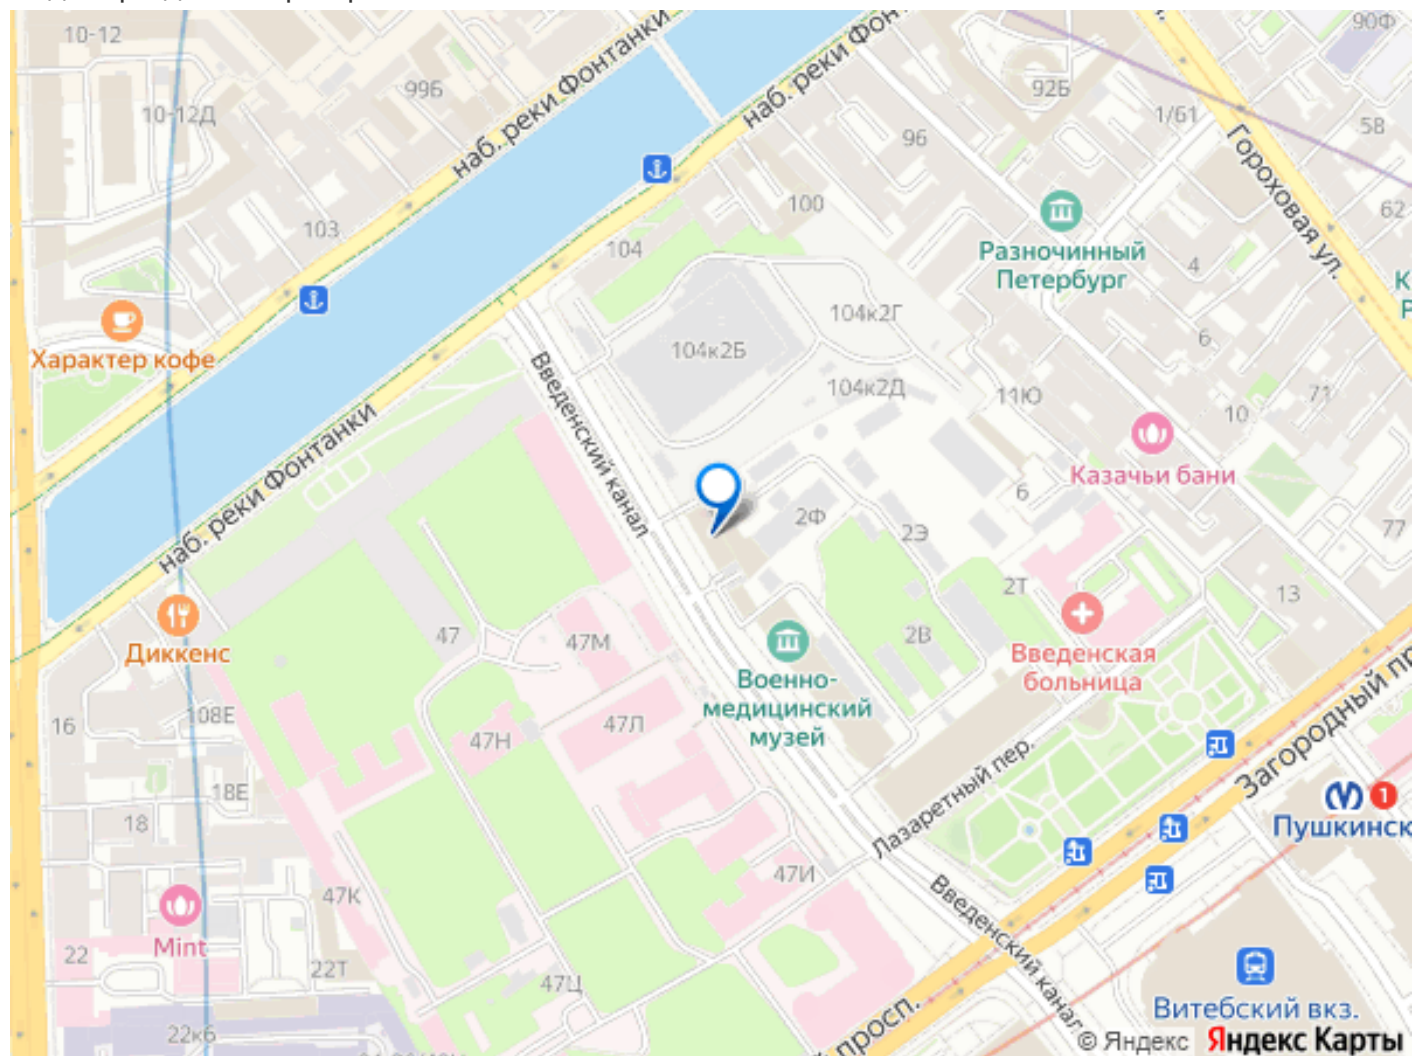 10-12
наб. реки Фонтанки
90Ф
99Б
92Б
10-12Д
1/61
58
96
наб. реки Фон
Гороховая ул.
100
62
103
104
Разночинный
Петербург
4
К
Р
104к2Г
6
104к2Б
Характер кофе
Введенский канал
104к2Д
11Ю
71
10
наб. реки Фонтанки
Казачьи бани
6
2Ф
2Э
77
2Т
13
47
47М
2В
Диккенс
Введенская
больница
Военно-
медицинский
музей
108Е
16
47Л
47Н
Загородный пр
18Е
Лазаретный пер.
18
Пушкинск
1
47И
47К
Введенский канал
Mint
22
22Т
47Ц
Витебский вкз.
22к6
й просп.
© Яндекс
Яндекс Карты